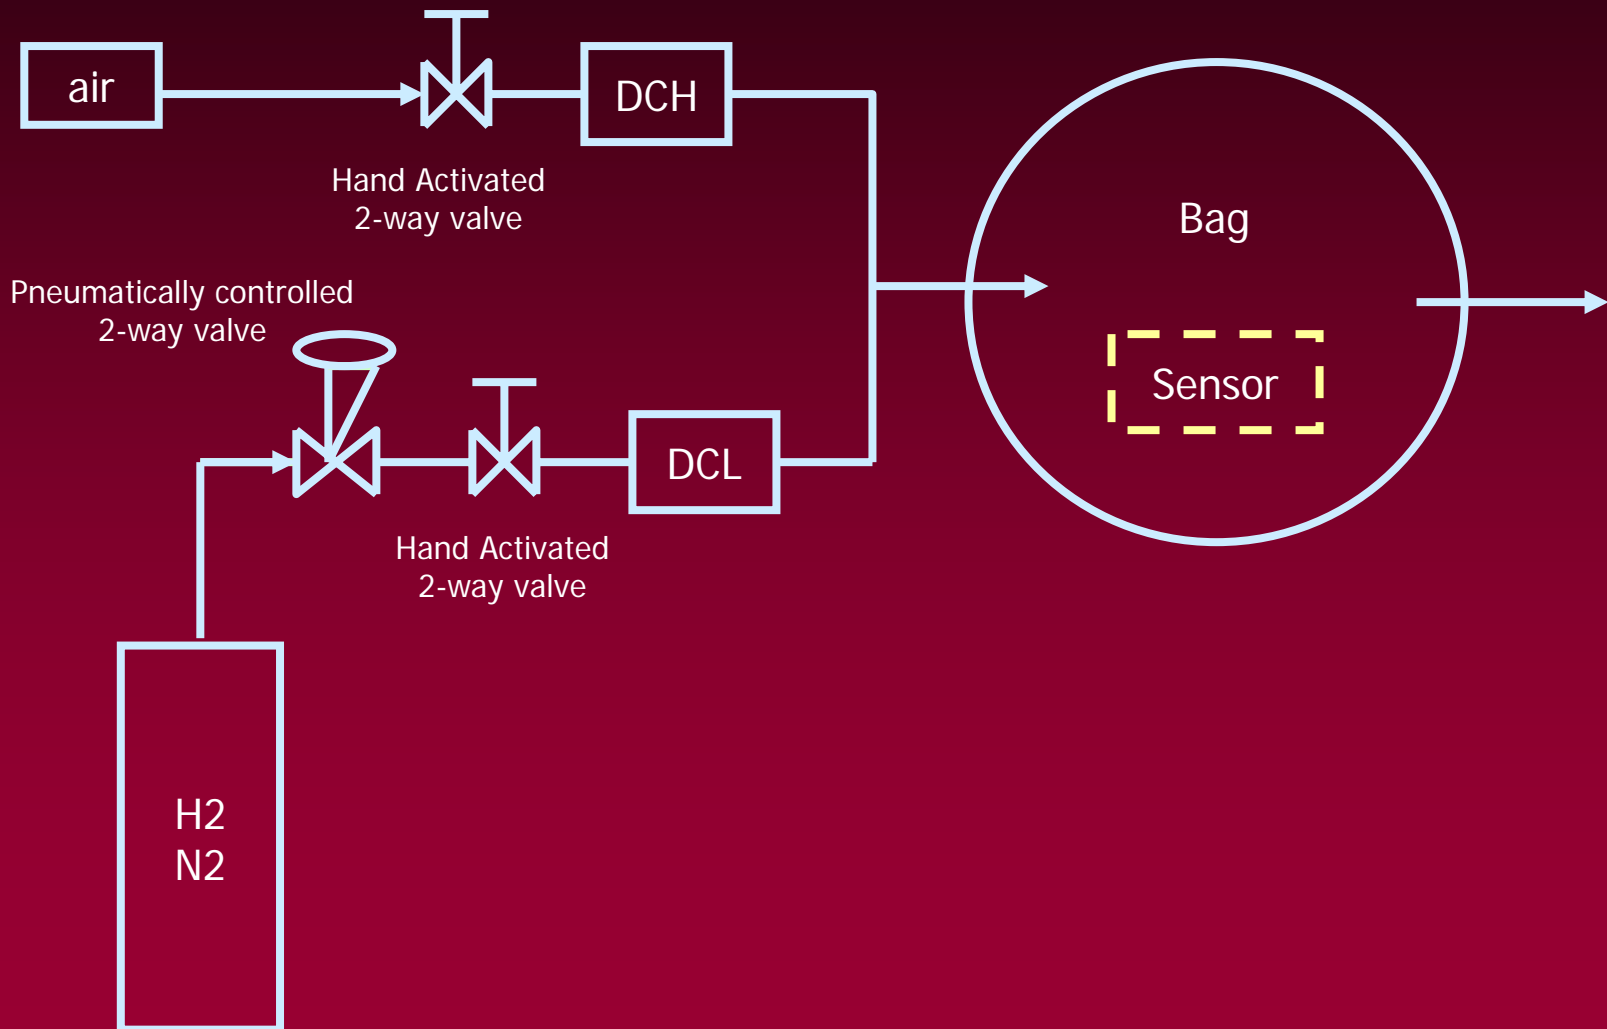 air
DCH
Hand Activated
2-way valve
Bag
Pneumatically controlled
2-way valve
Sensor
DCL
Hand Activated
2-way valve
H2
N2